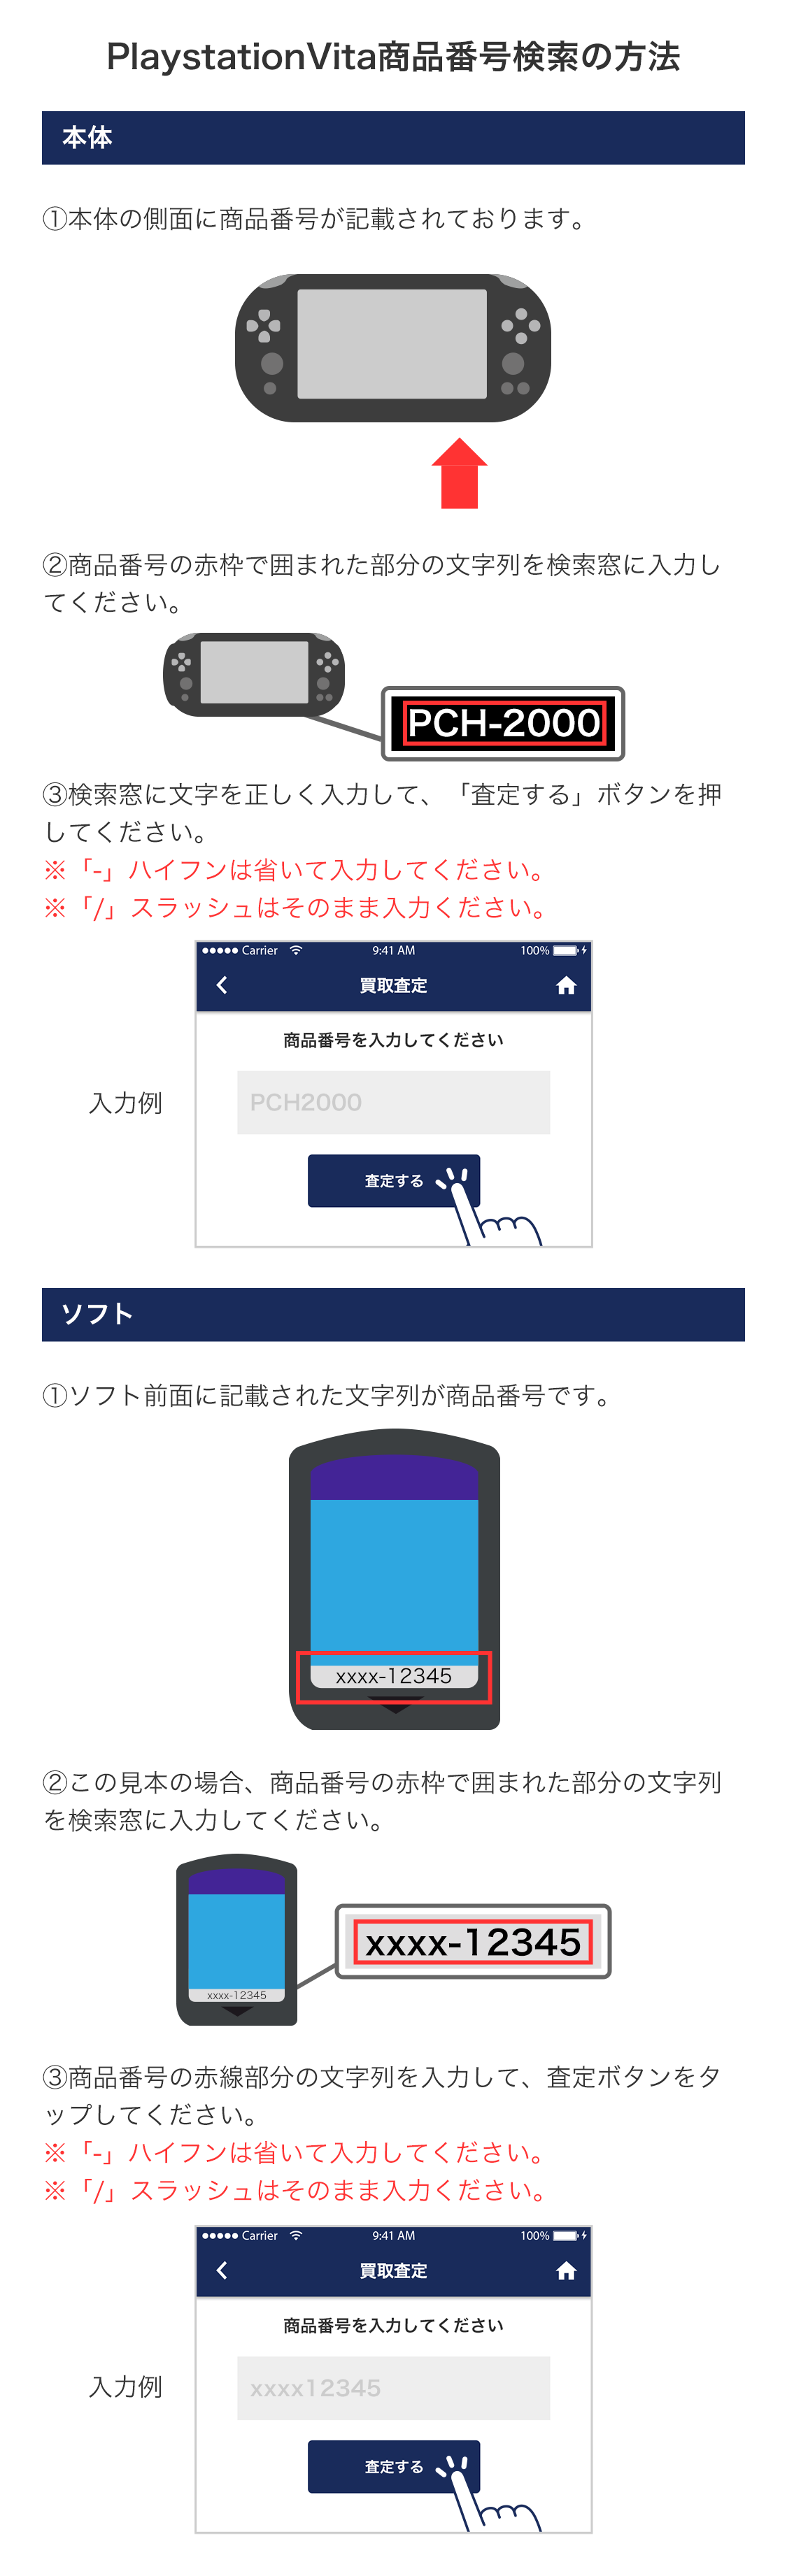 PlaystationVita商品番号検索の方法
本体
①本体の側面に商品番号が記載されております。
②商品番号の赤枠で囲まれた部分の文字列を検索窓に入力し
てください。
PCH-2000
③検索窓に文字を正しく入力して、「査定する」ボタンを押
してください。
※「-」ハイフンは省いて入力してください。
※「/」スラッシュはそのまま入力ください。
Carrier 9:41 AM 100%
買取査定
商品番号を入力してください
入力例
PCH2000
査定する
ソフト
①ソフト前面に記載された文字列が商品番号です。
xxxx-12345
②この見本の場合、商品番号の赤枠で囲まれた部分の文字列
を検索窓に入力してください。
xxxx-12345
xxxx-12345
③商品番号の赤線部分の文字列を入力して、査定ボタンをタ
ップしてください。
※「-」ハイフンは省いて入力してください。
※「/」スラッシュはそのまま入力ください。
Carrier 9:41 AM 100%
買取査定
商品番号を入力してください
入力例
xxxx12345
査定する